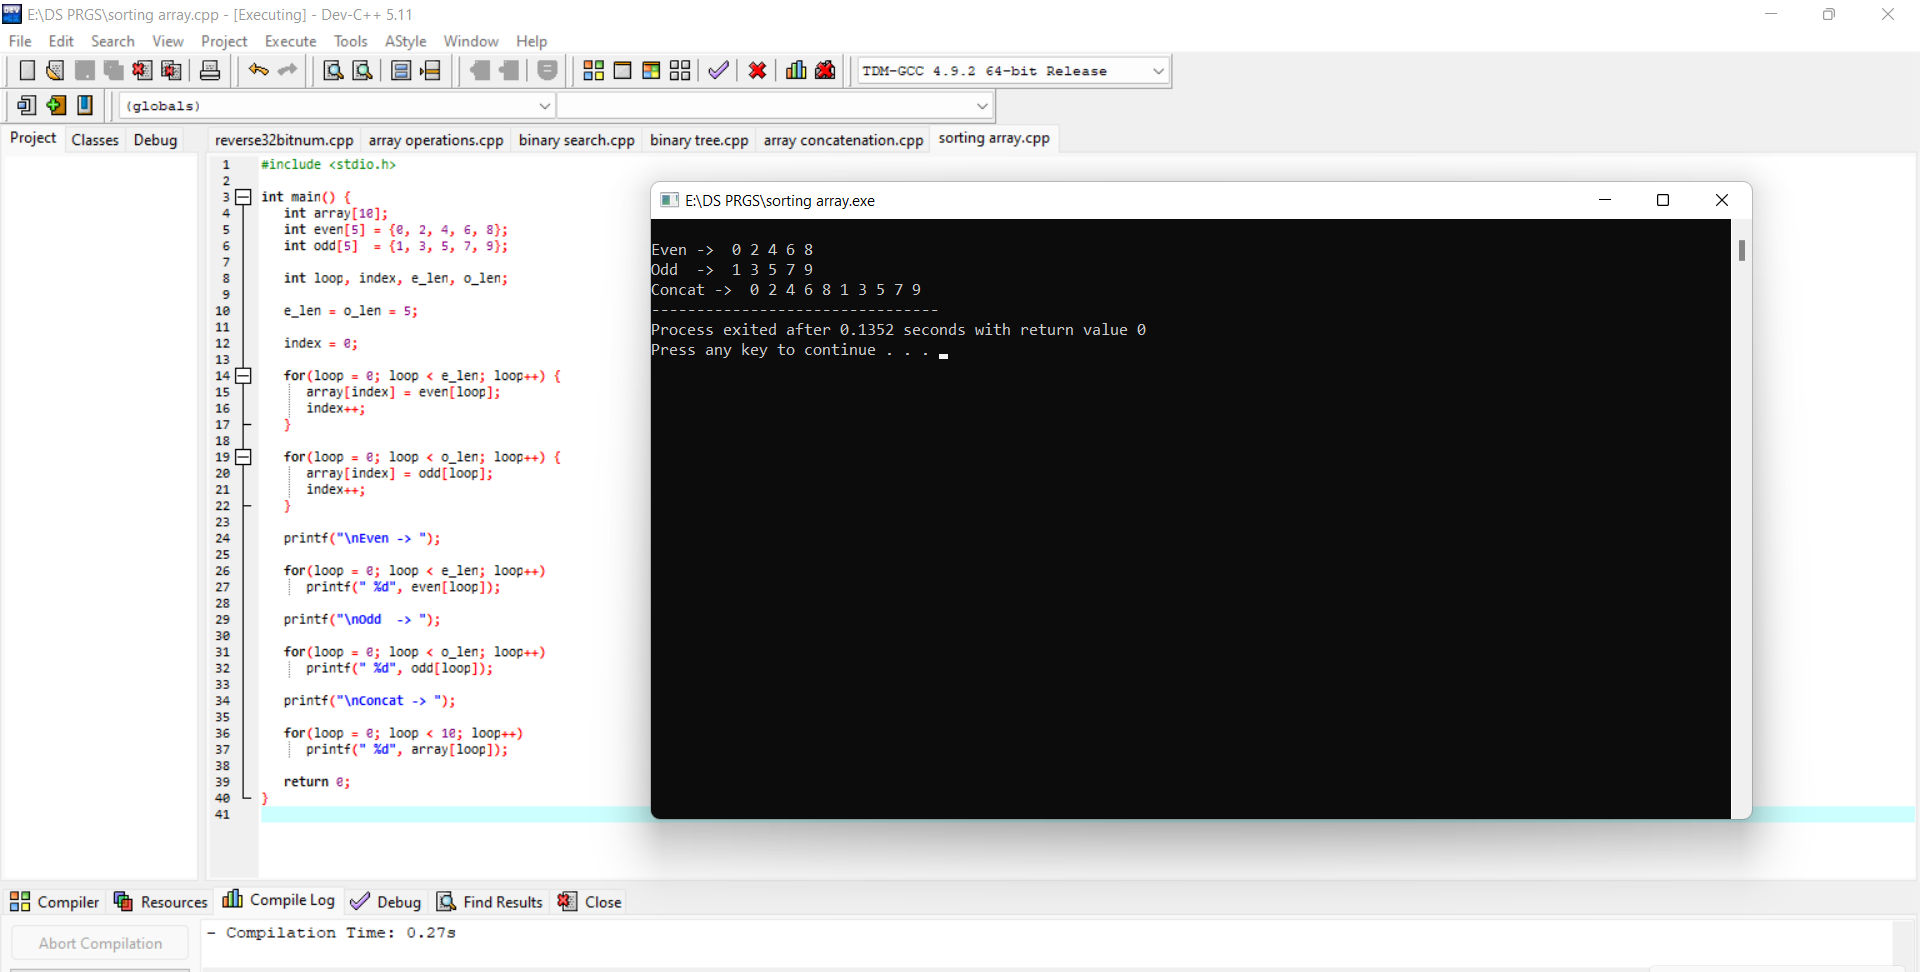 E:\DS PRGS\sorting array.cpp - [Executing] - Dev-C++ 5.11
File Edit Search View Project Execute Tools AStyle Window Help
TDM-GCC 4.9.2 64-bit Release
(globals)
Project Classes Debug
reverse32bitnum.cpp array operations.cpp binary search.cpp binary tree.cpp array concatenation.cpp sorting array.cpp
1 #include <stdio.h>
2
3 int main() {
4 int array[10];
5 int even[5] = {0, 2, 4, 6, 8};
6 int odd[5]  = {1, 3, 5, 7, 9};
7
8 int loop, index, e_len, o_len;
9
10 e_len = o_len = 5;
11
12 index = 0;
13
14 for(loop = 0; loop < e_len; loop++) {
15 array[index] = even[loop];
16 index++;
17 }
18
19 for(loop = 0; loop < o_len; loop++) {
20 array[index] = odd[loop];
21 index++;
22 }
23
24 printf("\nEven -> ");
25
26 for(loop = 0; loop < e_len; loop++)
27 printf(" %d", even[loop]);
28
29 printf("\nOdd  -> ");
30
31 for(loop = 0; loop < o_len; loop++)
32 printf(" %d", odd[loop]);
33
34 printf("\nConcat -> ");
35
36 for(loop = 0; loop < 10; loop++)
37 printf(" %d", array[loop]);
38
39 return 0;
40 }
41
E:\DS PRGS\sorting array.exe
Even ->  0 2 4 6 8
Odd  ->  1 3 5 7 9
Concat ->  0 2 4 6 8 1 3 5 7 9
--------------------------------
Process exited after 0.1352 seconds with return value 0
Press any key to continue . . .
Compiler Resources Compile Log Debug Find Results Close
Abort Compilation
- Compilation Time: 0.27s